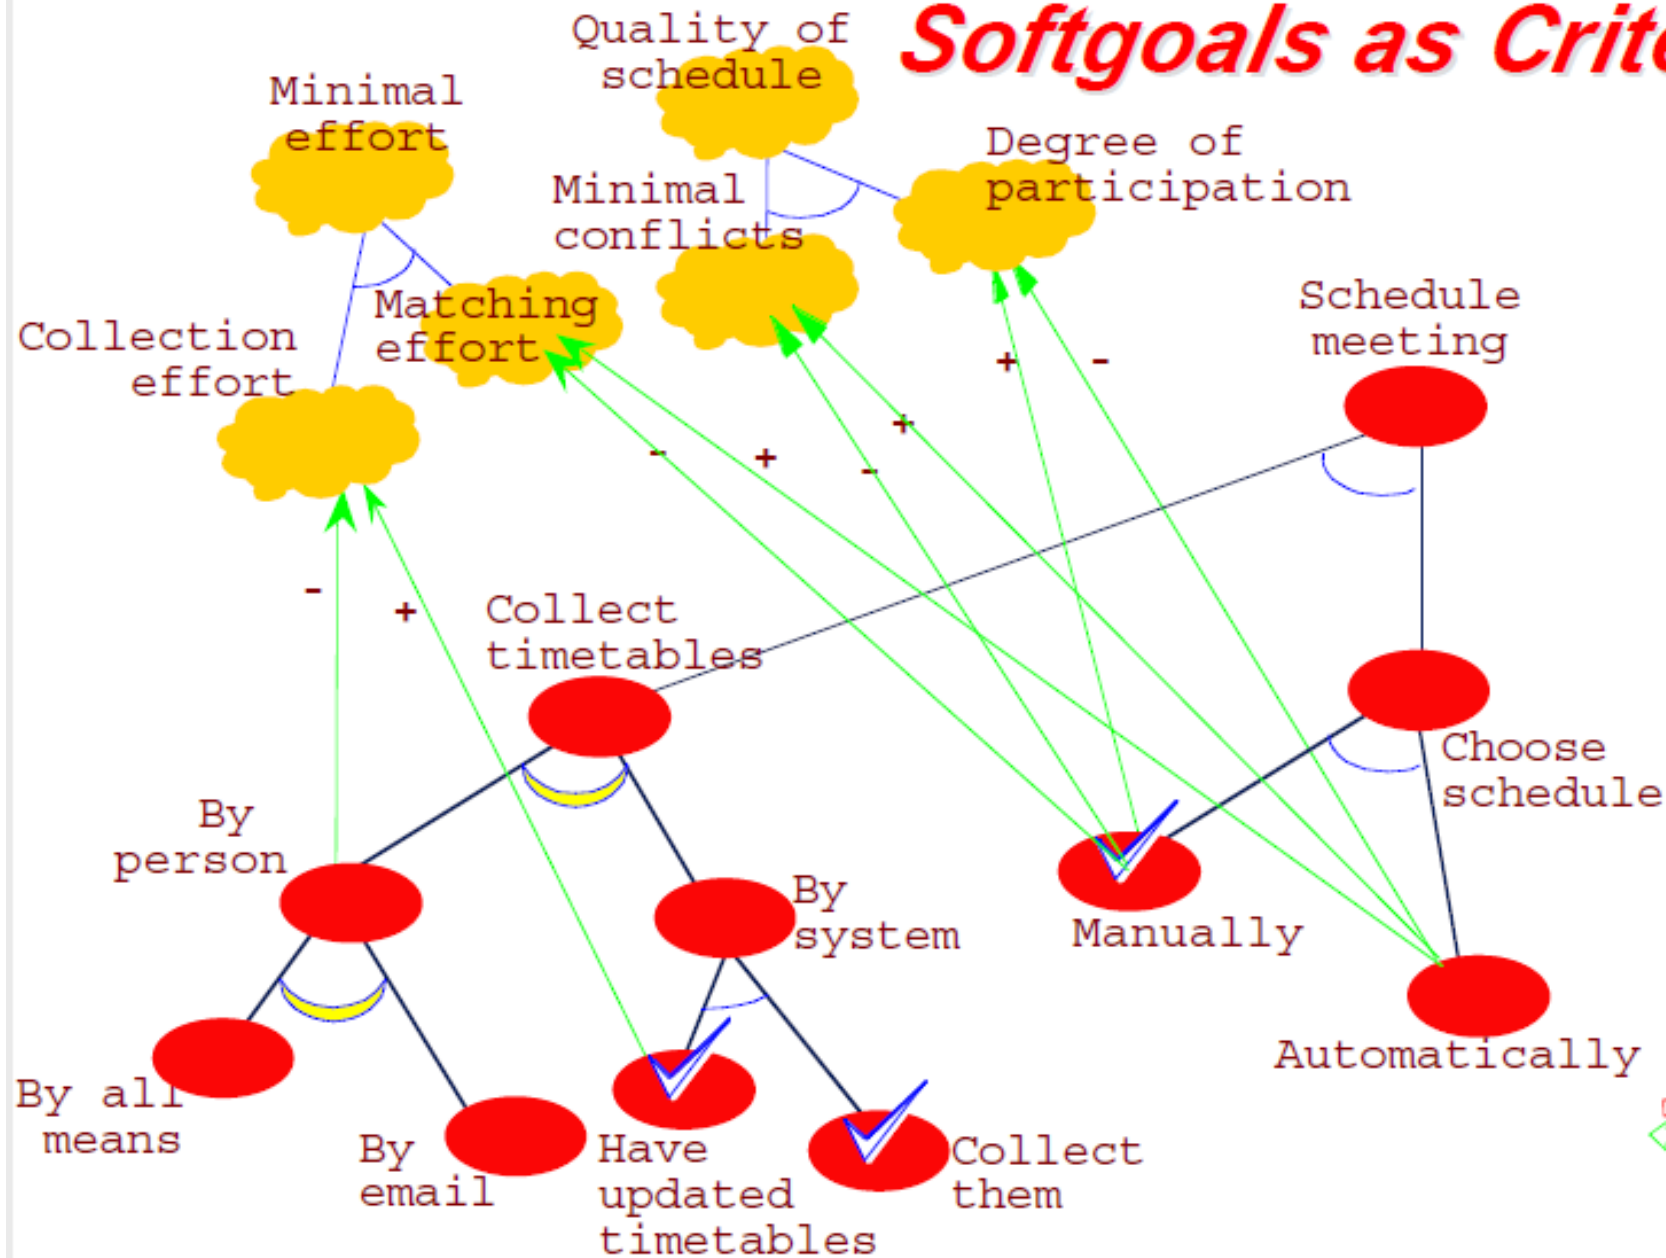 Softgoals as Crite
Quality of
schedule
Minimal
effort
Degree of
participation
Minimal
conflicts
Matching
effort
Collection
effort
Schedule
meeting
+
-
+
-
+
-
-
+
Collect
timetables
Choose
schedule
By
person
By
system
Manually
Automatically
By all
means
By
email
Have
updated
timetables
Collect
them